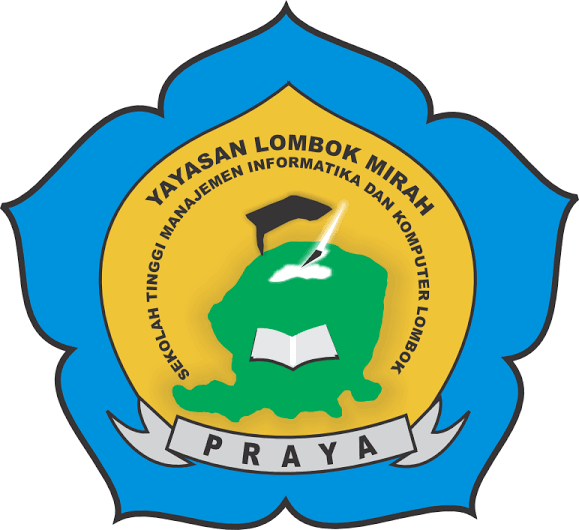 YAYASAN LOMBOK MIRAH
SEKOLAH TINGGI MANAJEMEN INFORMATIKA DAN KOMPUTER LOMBOK
PRAYA